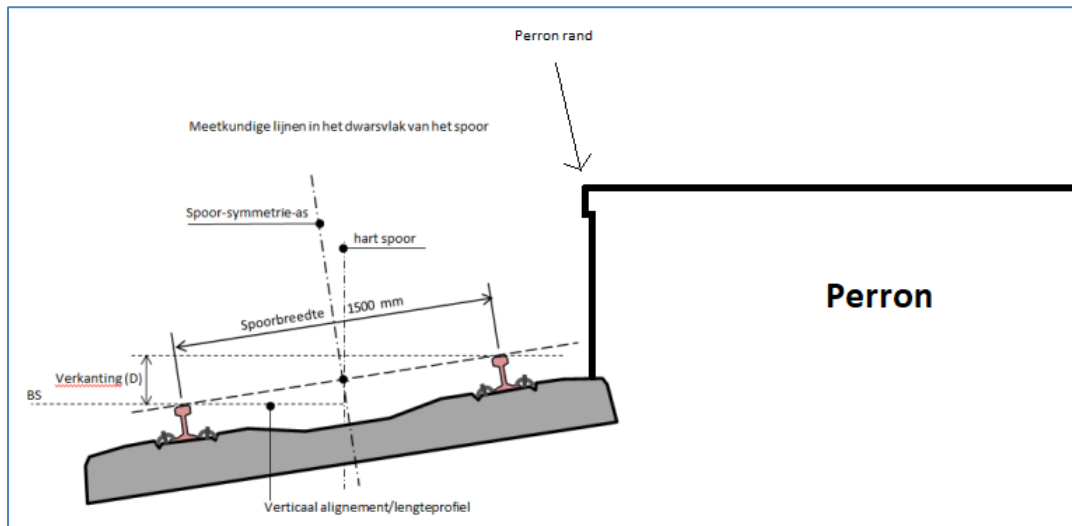 Perron rand
Meetkundige lijnen in het dwarsvlak van het spoor
Spoor-symmetrie-as
hart spoor
Spoorbreedte 1500 mm
Perron
Verkanting (D)
BS
Verticaal alignement/lengteprofiel